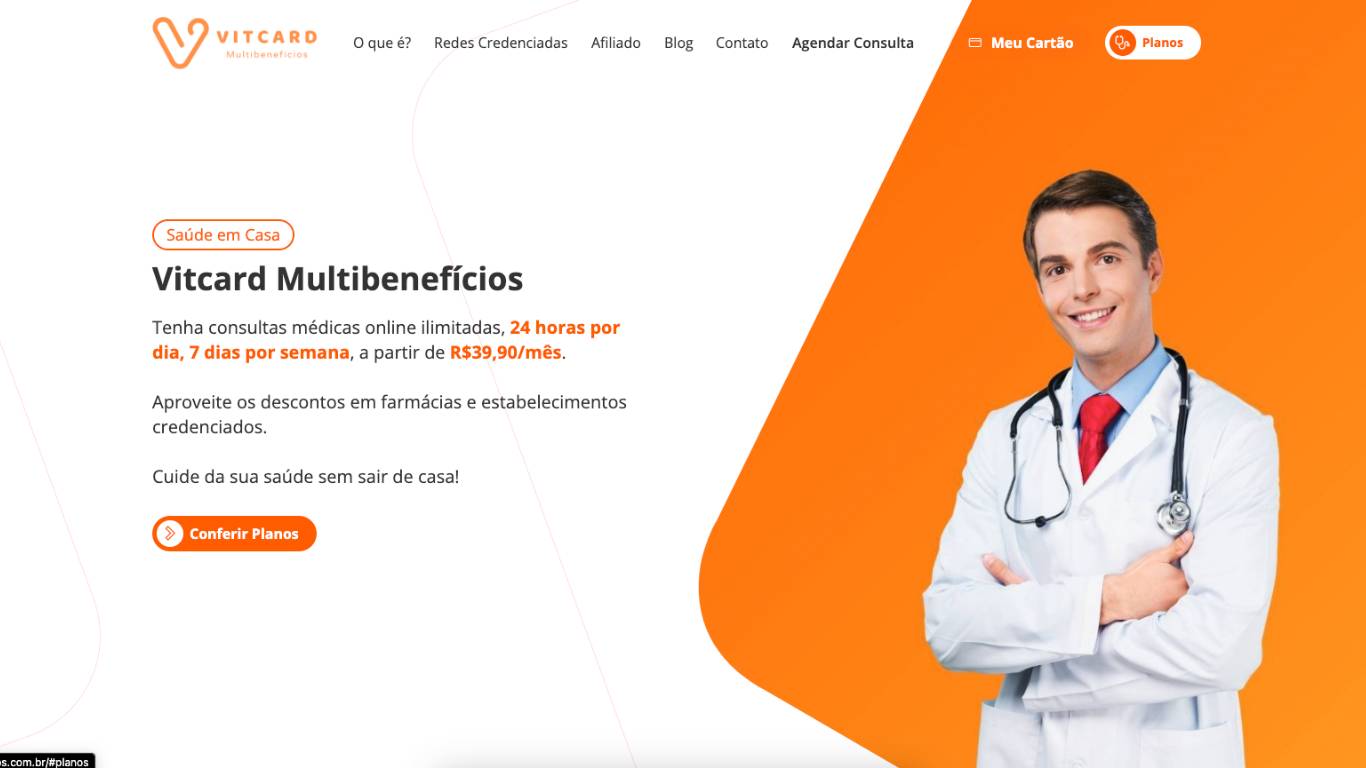 VITCARD
Multibenefícios
O que é?
Redes Credenciadas
Afiliado
Blog
Contato
Agendar Consulta
Meu Cartão
Planos
Saúde em Casa
Vitcard Multibenefícios
Tenha consultas médicas online ilimitadas, 24 horas por
dia, 7 dias por semana, a partir de R$39,90/mês.
Aproveite os descontos em farmácias e estabelecimentos
credenciados.
Cuide da sua saúde sem sair de casa!
Conferir Planos
os.com.br/#planos